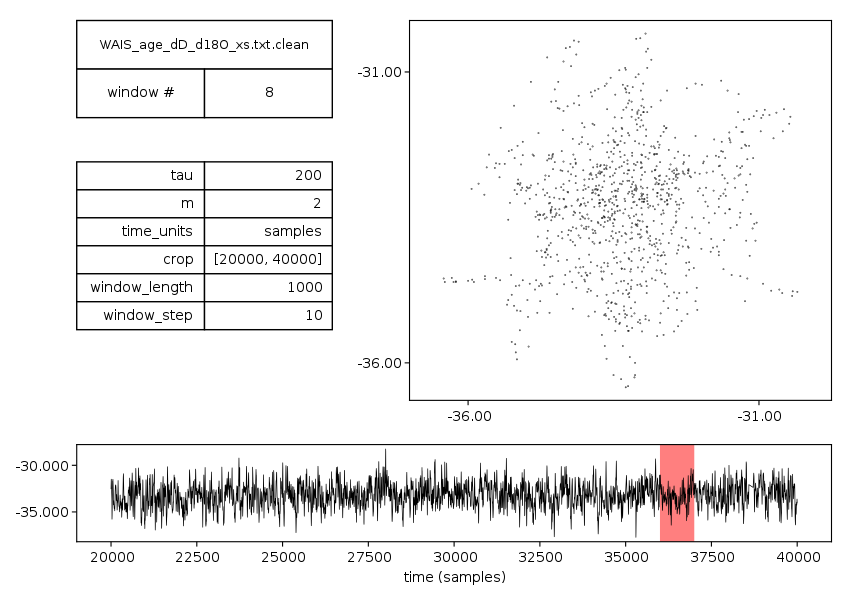 WAIS_age_dD_d18O_xs.txt.clean
window # 8
tau 200
m 2
time_units samples
crop [20000, 40000]
window_length 1000
window_step 10
-31.00
-36.00
-36.00 -31.00
-30.000
-35.000
20000 22500 25000 27500 30000 32500 35000 37500 40000
time (samples)